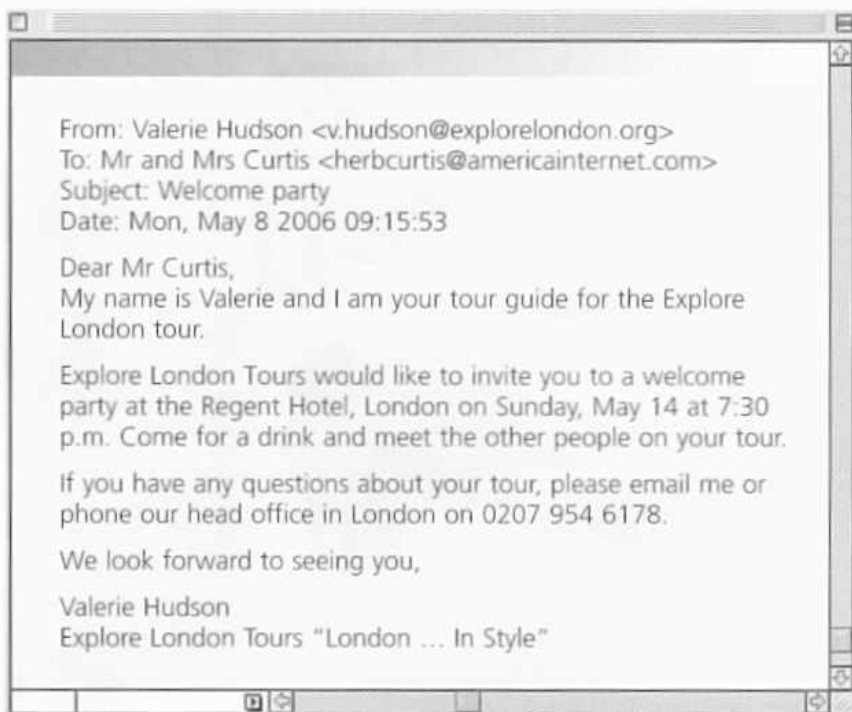 From: Valerie Hudson <v.hudson@explorelondon.org>
To: Mr and Mrs Curtis <herbcurtis@americainternet.com>
Subject: Welcome party
Date: Mon, May 8 2006 09:15:53
Dear Mr Curtis,
My name is Valerie and I am your tour guide for the Explore
London tour.
Explore London Tours would like to invite you to a welcome
party at the Regent Hotel, London on Sunday, May 14 at 7:30
p.m. Come for a drink and meet the other people on your tour.
If you have any questions about your tour, please email me or
phone our head office in London on 0207 954 6178.
We look forward to seeing you,
Valerie Hudson
Explore London Tours “London ... In Style”